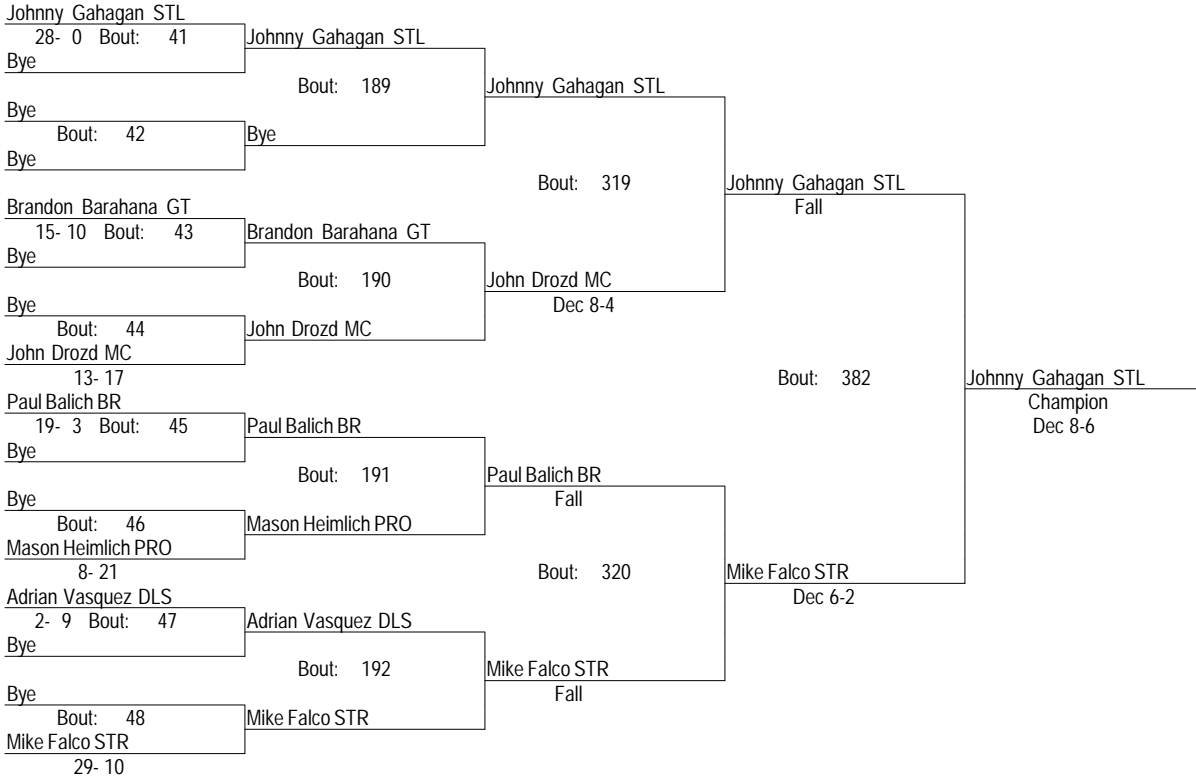 Johnny Gahagan STL
28- 0 Bout: 41
Johnny Gahagan STL
Bye
Bout: 189
Johnny Gahagan STL
Bye
Bout: 42
Bye
Bye
Bout: 319
Johnny Gahagan STL
Fall
Brandon Barahana GT
15- 10 Bout: 43
Brandon Barahana GT
Bye
Bout: 190
John Drozd MC
Dec 8-4
Bye
Bout: 44
John Drozd MC
John Drozd MC
13- 17
Bout: 382
Johnny Gahagan STL
Champion
Dec 8-6
Paul Balich BR
19- 3 Bout: 45
Paul Balich BR
Bye
Bout: 191
Paul Balich BR
Fall
Bye
Bout: 46
Mason Heimlich PRO
Mason Heimlich PRO
8- 21
Bout: 320
Mike Falco STR
Dec 6-2
Adrian Vasquez DLS
2- 9 Bout: 47
Adrian Vasquez DLS
Bye
Bout: 192
Mike Falco STR
Fall
Bye
Bout: 48
Mike Falco STR
Mike Falco STR
29- 10